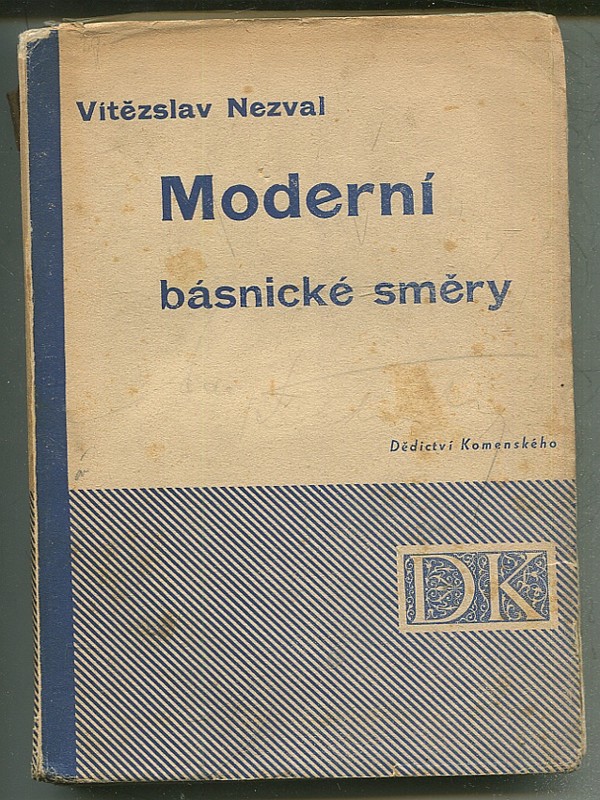 Vítězslav Nezval
Moderní
básnické směry
Dědictví Komenského
DK